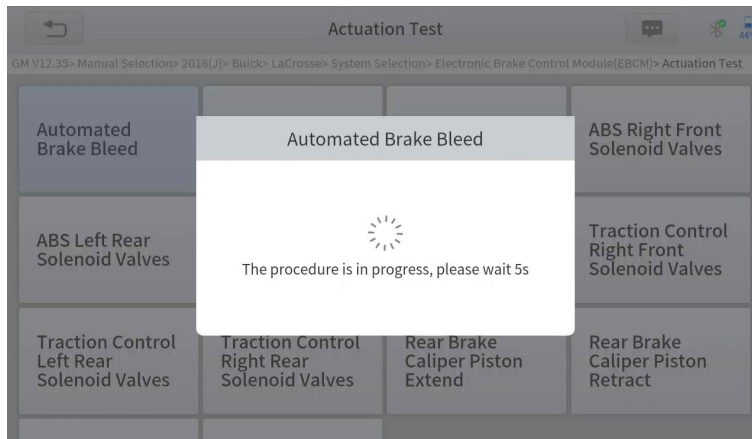 Actuation Test
GM V12.35> Manual Selection> 2018(J)> Buick> LaCrosse> System Selection> Electronic Brake Control Module(EBCM)> Actuation Test
Automated
Brake Bleed
ABS Right Front
Solenoid Valves
Automated Brake Bleed
The procedure is in progress, please wait 5s
ABS Left Rear
Solenoid Valves
Traction Control
Right Front
Solenoid Valves
Traction Control
Left Rear
Solenoid Valves
Traction Control
Right Rear
Solenoid Valves
Rear Brake
Caliper Piston
Extend
Rear Brake
Caliper Piston
Retract